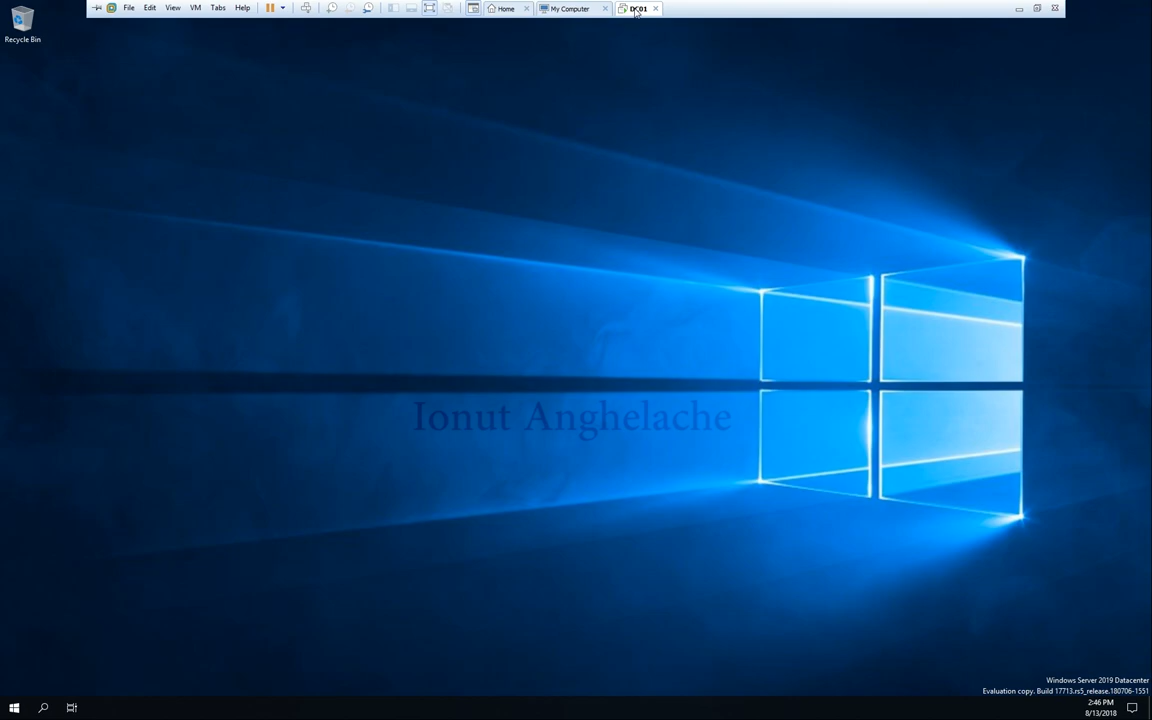 File Edit View VM Tabs Help Home My Computer DC01
Recycle Bin
Ionut Anghelache
Windows Server 2019 Datacenter
Evaluation copy. Build 17713.rs5_release.180706-1551
2:46 PM
8/13/2018